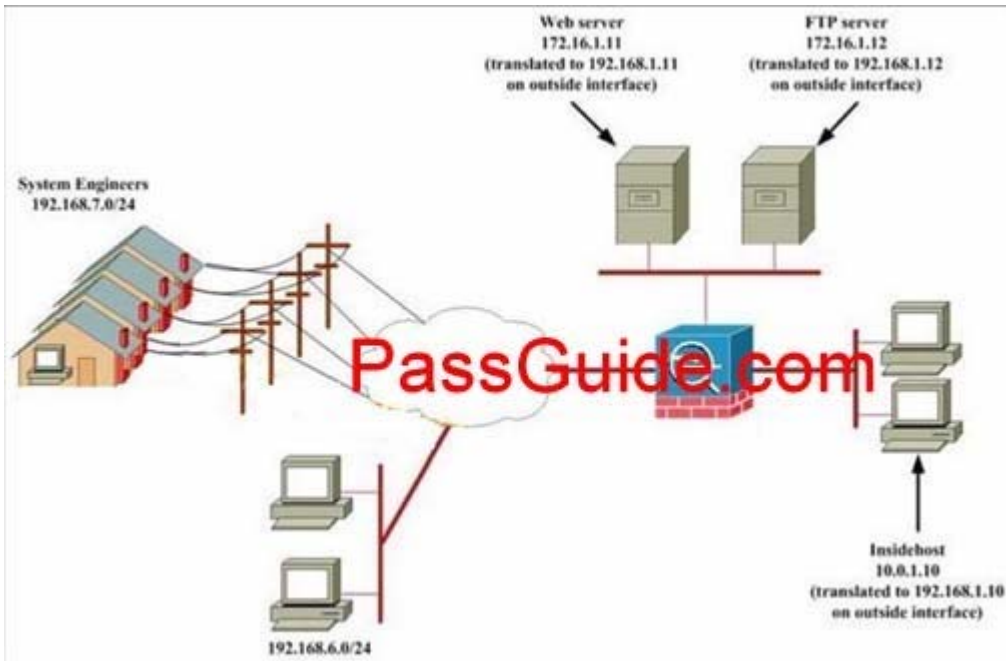 Web server
172.16.1.11
(translated to 192.168.1.11
on outside interface)
FTP server
172.16.1.12
(translated to 192.168.1.12
on outside interface)
System Engineers
192.168.7.0/24
PassGuide.com
Insidehost
10.0.1.10
(translated to 192.168.1.10
on outside interface)
192.168.6.0/24